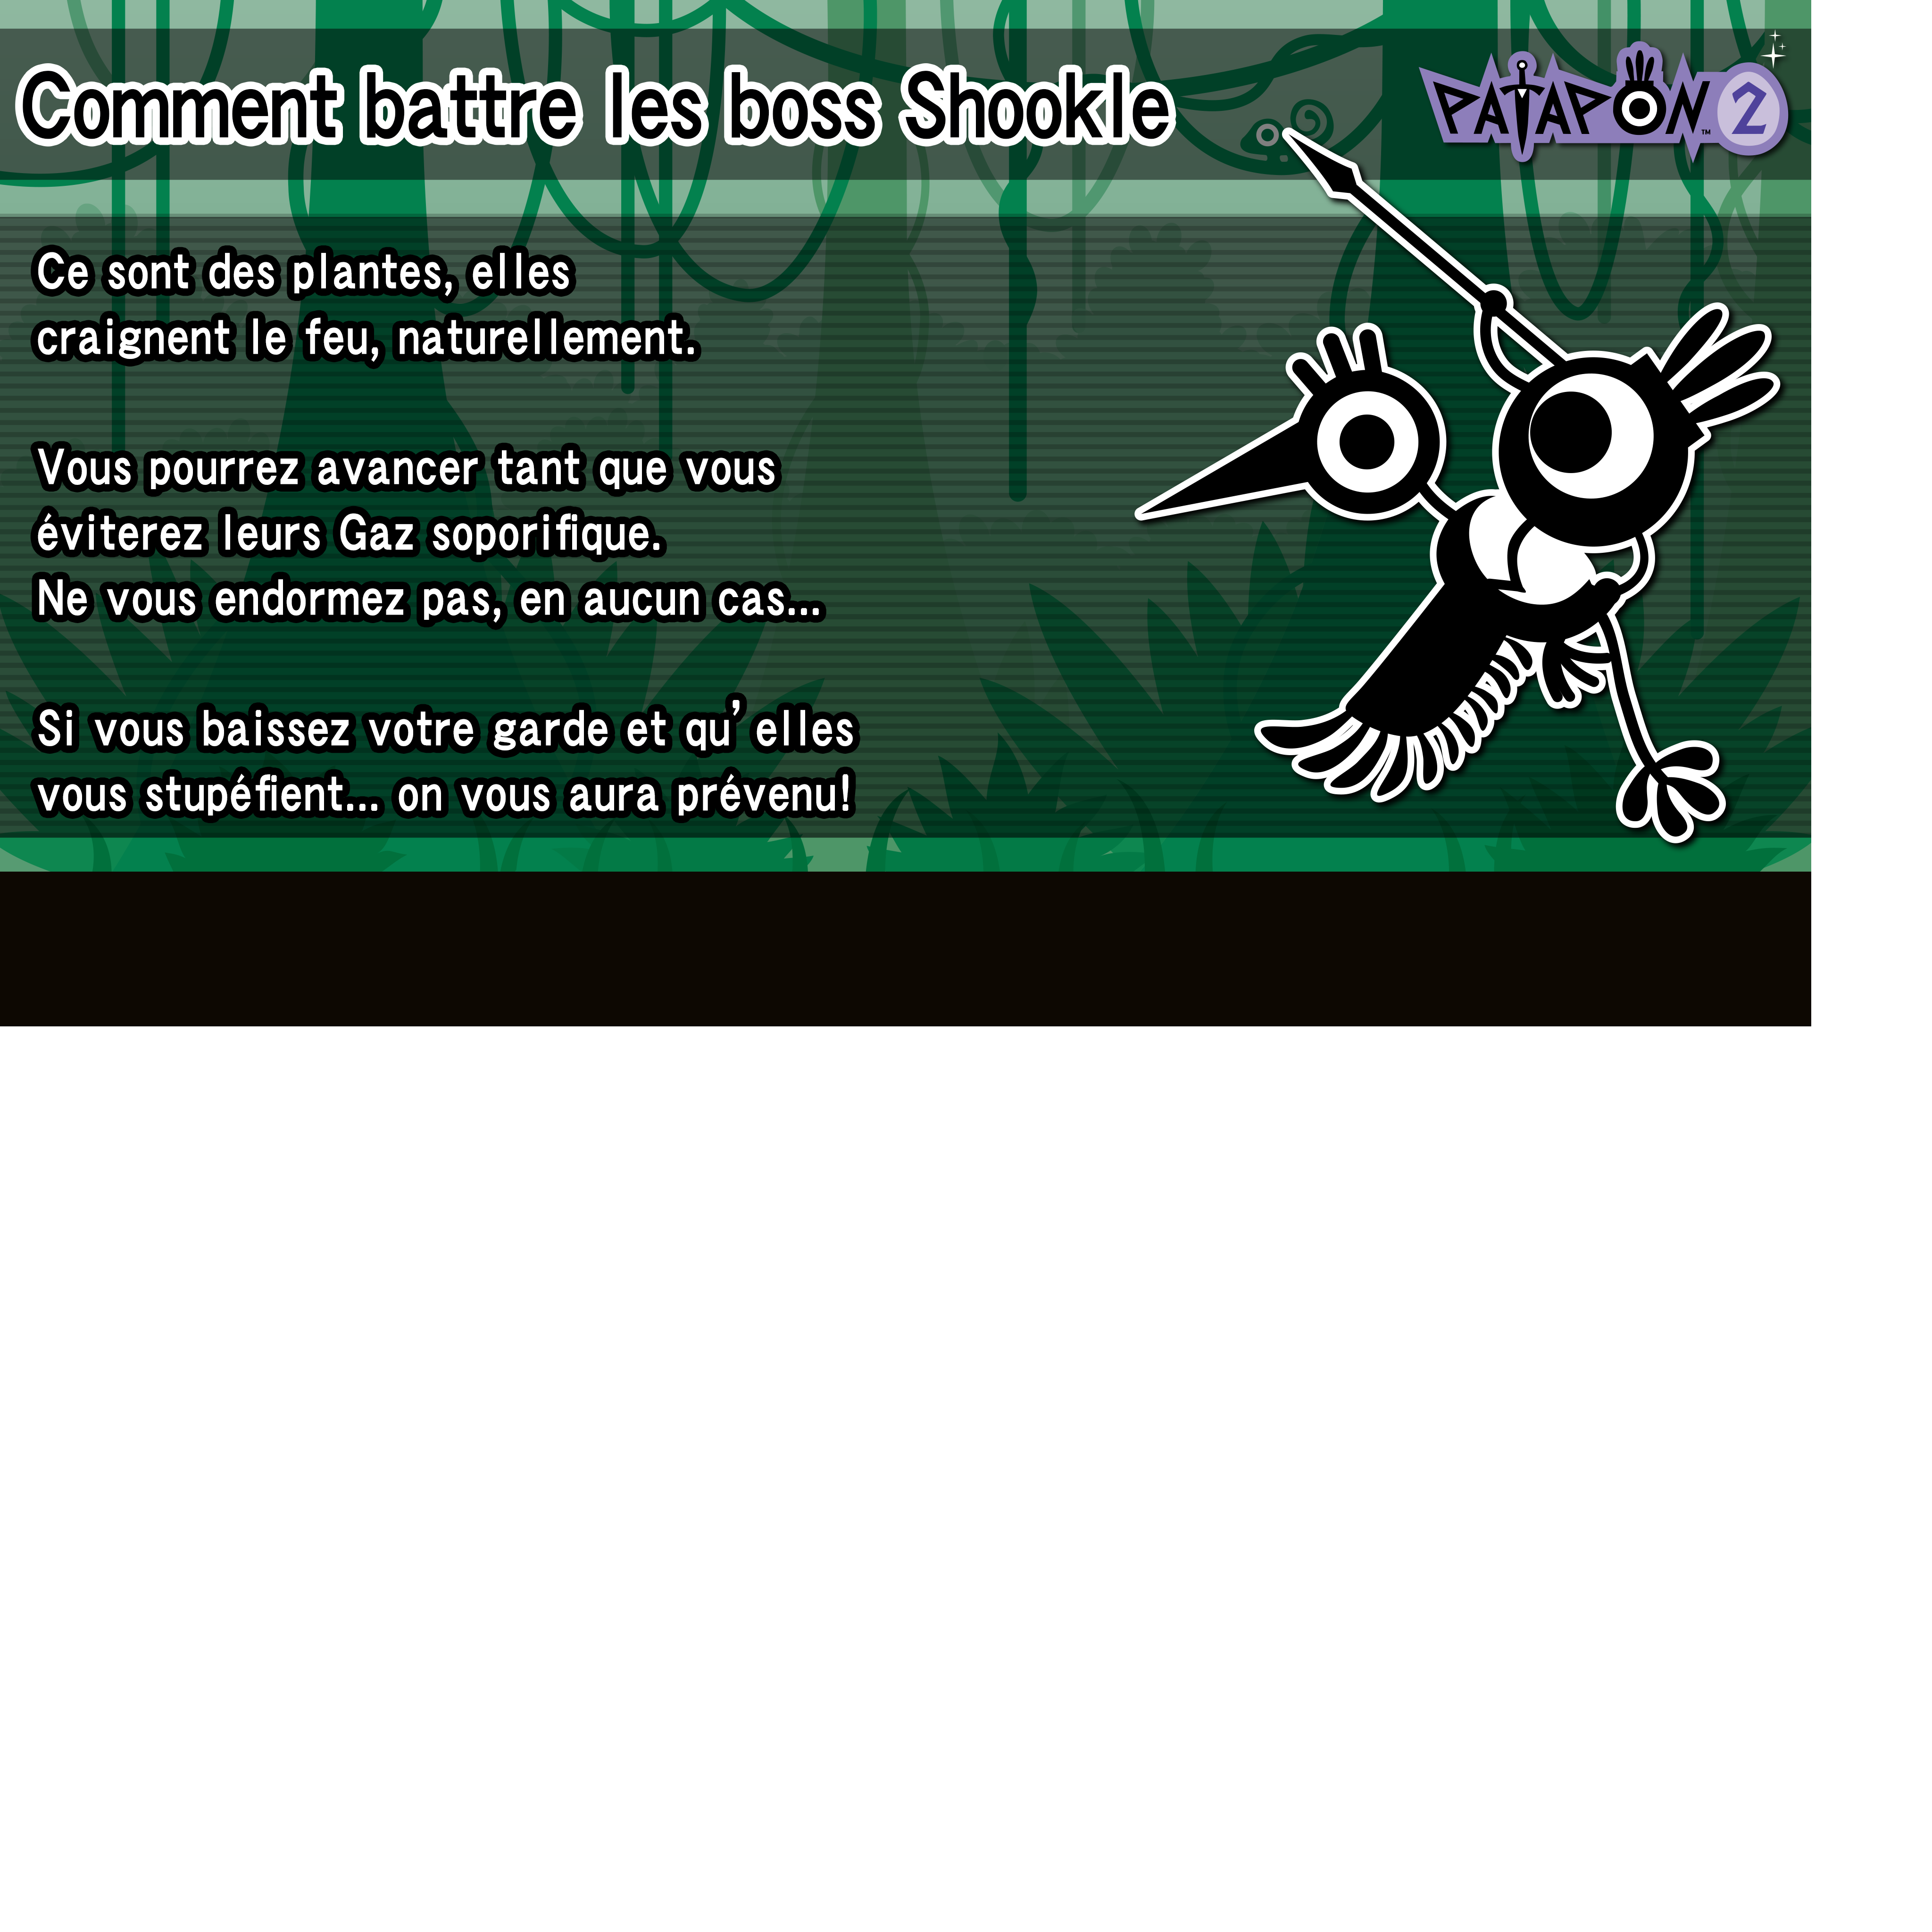 Comment battre les boss Shookle
PATAPON™ 2
Ce sont des plantes, elles
craignent le feu, naturellement.
Vous pourrez avancer tant que vous
éviterez leurs Gaz soporifique.
Ne vous endormez pas, en aucun cas...
Si vous baissez votre garde et qu'elles
vous stupéfient... on vous aura prévenu!